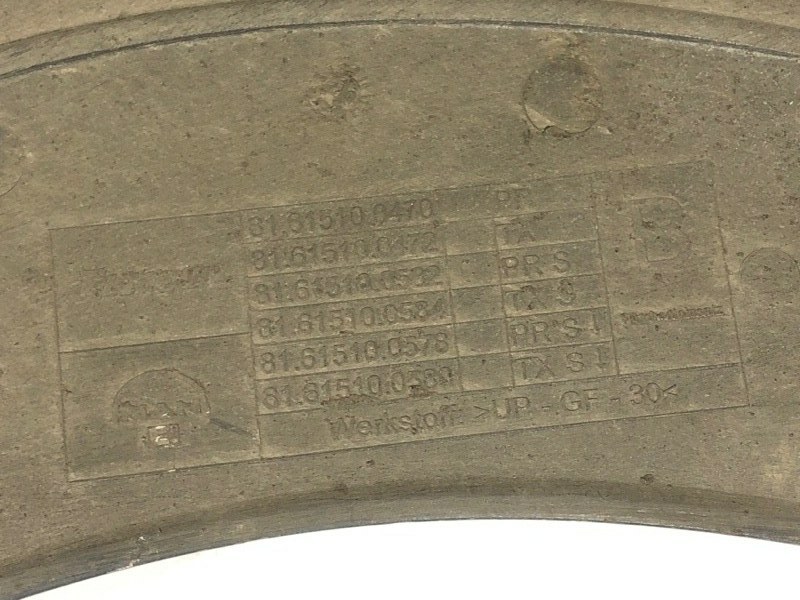 81.61510.0470 PR
81.61510.0472 TX
81.61510.0582 PR S
81.61510.0584 TX S
81.61510.0578 PR S L
81.61510.0580 TX S L
B
MAN
Werkstoff: >UP - GF - 30<